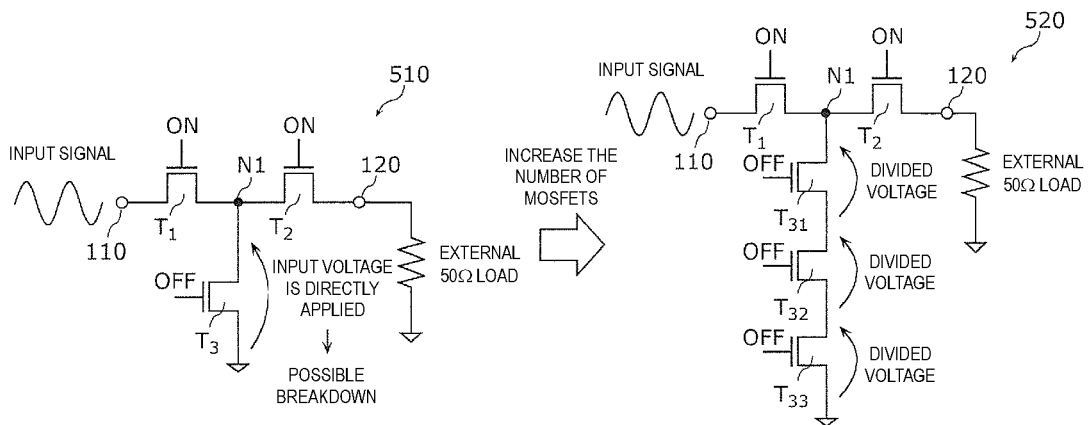 510
ON
ON
INPUT SIGNAL
N1
120
110
T1
T2
EXTERNAL
50Ω LOAD
OFF
T3
INPUT VOLTAGE
IS DIRECTLY
APPLIED
POSSIBLE
BREAKDOWN
INCREASE THE
NUMBER OF
MOSFETS
520
ON
ON
INPUT SIGNAL
N1
120
110
T1
T2
EXTERNAL
50Ω LOAD
OFF
T31
DIVIDED
VOLTAGE
OFF
T32
DIVIDED
VOLTAGE
OFF
T33
DIVIDED
VOLTAGE